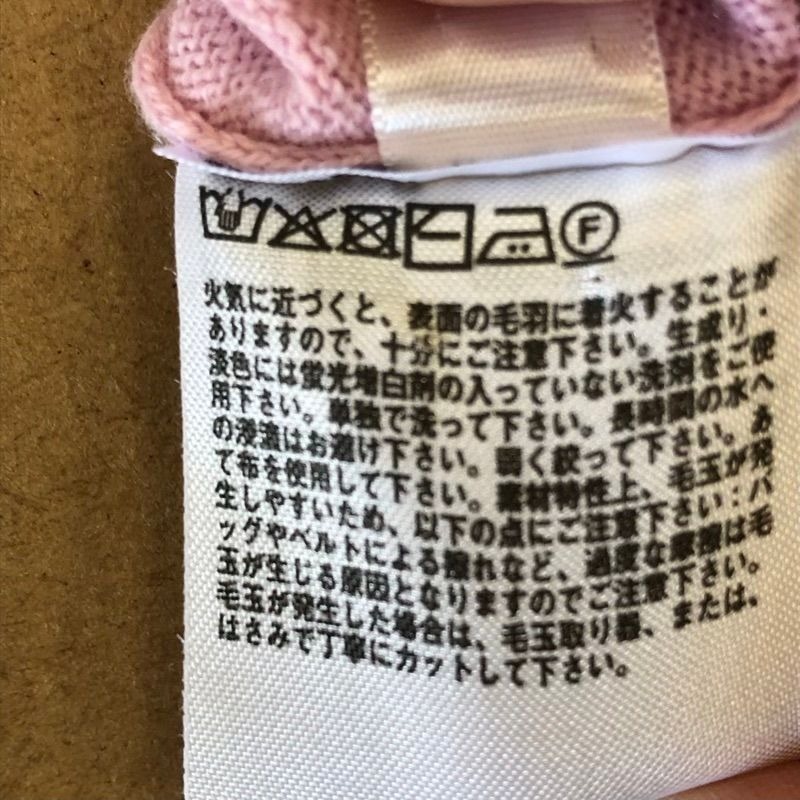 F
火気に近づくと、表面の毛羽に着火することが
ありますので、十分にご注意下さい。生成り・
淡色には蛍光増白剤の入っていない洗剤をご使
用下さい。単独で洗って下さい。長時間の水へ
の浸漬はお避け下さい。弱く絞って下さい。あ
て布を使用して下さい。素材特性上、毛玉が発
生しやすいため、以下の点にご注意下さい：バ
ッグやベルトによる擦れなど、過度な摩擦は毛
玉が生じる原因となりますのでご注意下さい。
毛玉が発生した場合は、毛玉取り器、または、
はさみで丁寧にカットして下さい。